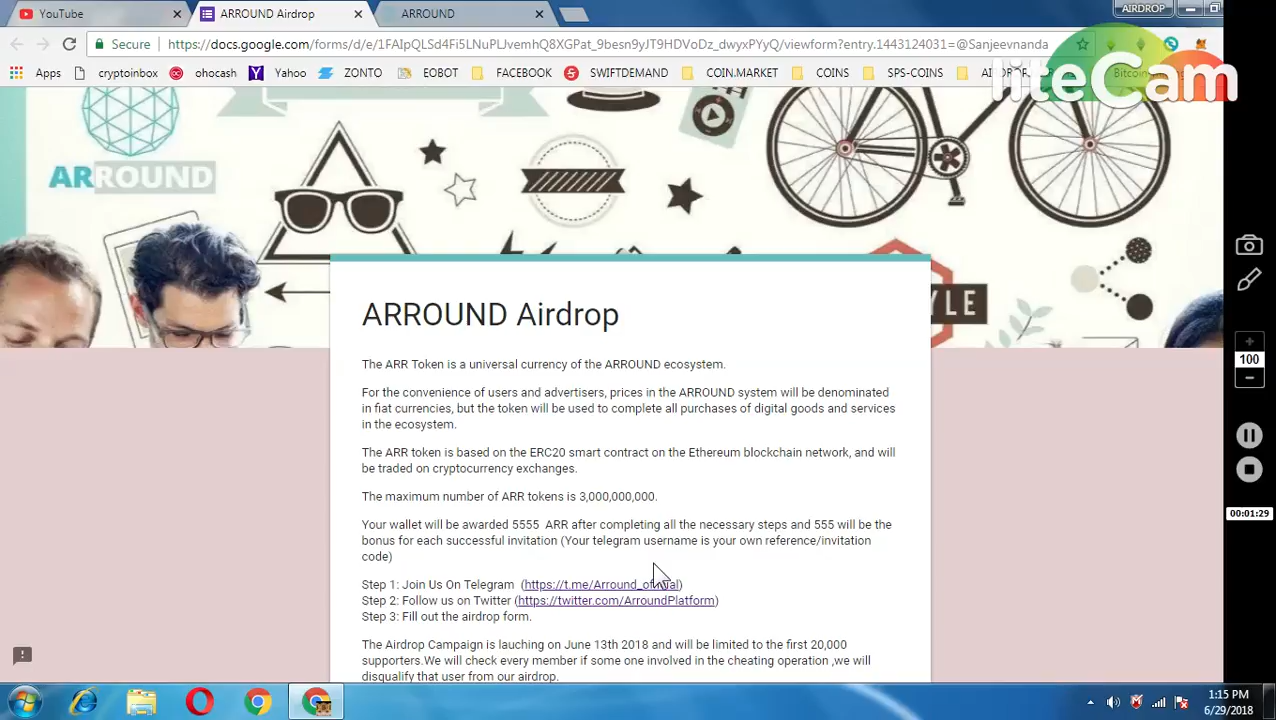 YouTube
ARROUND Airdrop
ARROUND
AIRDROP
Secure
https://docs.google.com/forms/d/e/1FAIpQLSd4Fi5LNuPLJvemhQ8XGPat_9besn9yJT9HDVoDz_dwyxPYyQ/viewform?entry.1443124031=@Sanjeevnanda
Apps
cryptoinbox
ohocash
Yahoo
ZONTO
EOBOT
FACEBOOK
SWIFTDEMAND
COIN.MARKET
COINS
SPS-COINS
liteCam
ARROUND
ARROUND Airdrop
The ARR Token is a universal currency of the ARROUND ecosystem.
For the convenience of users and advertisers, prices in the ARROUND system will be denominated
in fiat currencies, but the token will be used to complete all purchases of digital goods and services
in the ecosystem.
The ARR token is based on the ERC20 smart contract on the Ethereum blockchain network, and will
be traded on cryptocurrency exchanges.
The maximum number of ARR tokens is 3,000,000,000.
Your wallet will be awarded 5555 ARR after completing all the necessary steps and 555 will be the
bonus for each successful invitation (Your telegram username is your own reference/invitation
code)
Step 1: Join Us On Telegram (https://t.me/Arround_official)
Step 2: Follow us on Twitter (https://twitter.com/ArroundPlatform)
Step 3: Fill out the airdrop form.
The Airdrop Campaign is lauching on June 13th 2018 and will be limited to the first 20,000
supporters.We will check every member if some one involved in the cheating operation ,we will
disqualify that user from our airdrop.
100
00:01:29
1:15 PM
6/29/2018